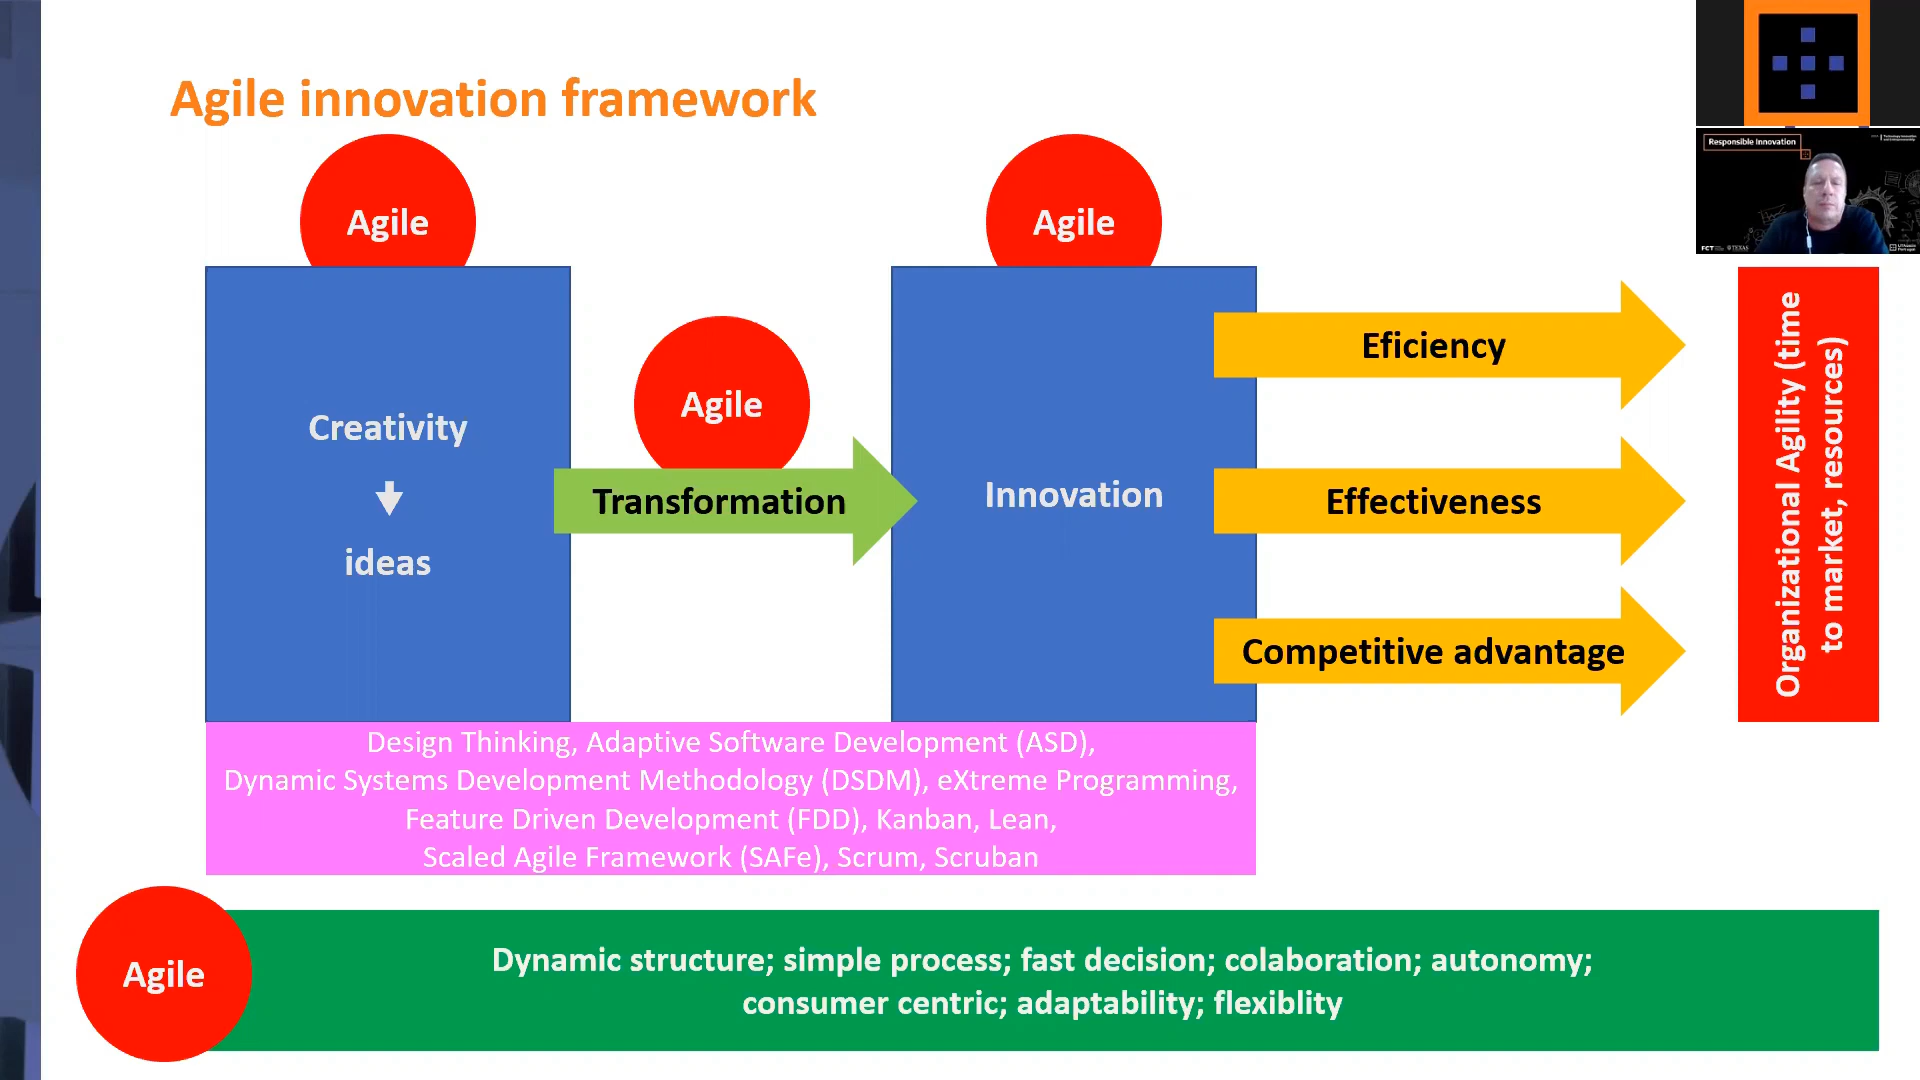 Agile innovation framework
Responsible Innovation
Agile
Agile
Agile
Creativity
ideas
Transformation
Innovation
Eficiency
Effectiveness
Competitive advantage
Organizational Agility (time
to market, resources)
Design Thinking, Adaptive Software Development (ASD),
Dynamic Systems Development Methodology (DSDM), eXtreme Programming,
Feature Driven Development (FDD), Kanban, Lean,
Scaled Agile Framework (SAFe), Scrum, Scruban
Agile
Dynamic structure; simple process; fast decision; colaboration; autonomy;
consumer centric; adaptability; flexiblity
FCT
TEXAS